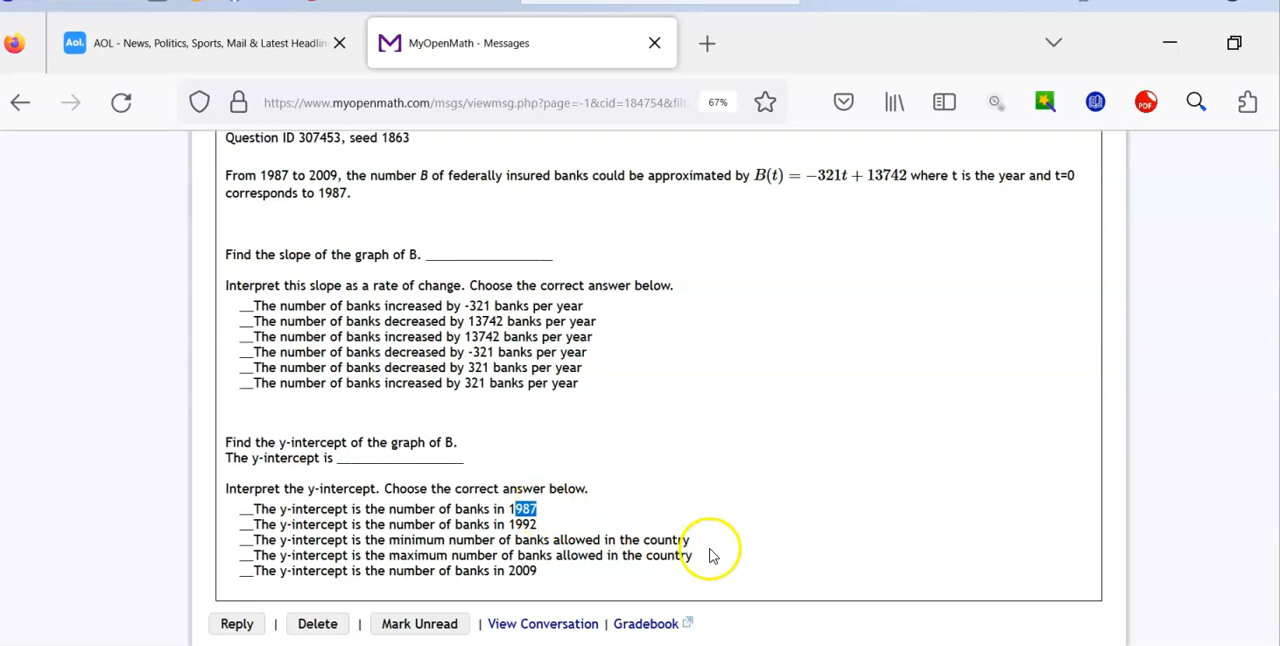 Aol. AOL - News, Politics, Sports, Mail & Latest Headlin
MyOpenMath - Messages
https://www.myopenmath.com/msgs/viewmsg.php?page=-1&cid=184754&filt
67%
PDF
Question ID 307453, seed 1863
From 1987 to 2009, the number B of federally insured banks could be approximated by B(t) = −321t + 13742 where t is the year and t=0
corresponds to 1987.
Find the slope of the graph of B. ________________
Interpret this slope as a rate of change. Choose the correct answer below.
__The number of banks increased by -321 banks per year
__The number of banks decreased by 13742 banks per year
__The number of banks increased by 13742 banks per year
__The number of banks decreased by -321 banks per year
__The number of banks decreased by 321 banks per year
__The number of banks increased by 321 banks per year
Find the y-intercept of the graph of B.
The y-intercept is ________________
Interpret the y-intercept. Choose the correct answer below.
__The y-intercept is the number of banks in 1987
__The y-intercept is the number of banks in 1992
__The y-intercept is the minimum number of banks allowed in the country
__The y-intercept is the maximum number of banks allowed in the country
__The y-intercept is the number of banks in 2009
Reply | Delete | Mark Unread | View Conversation | Gradebook